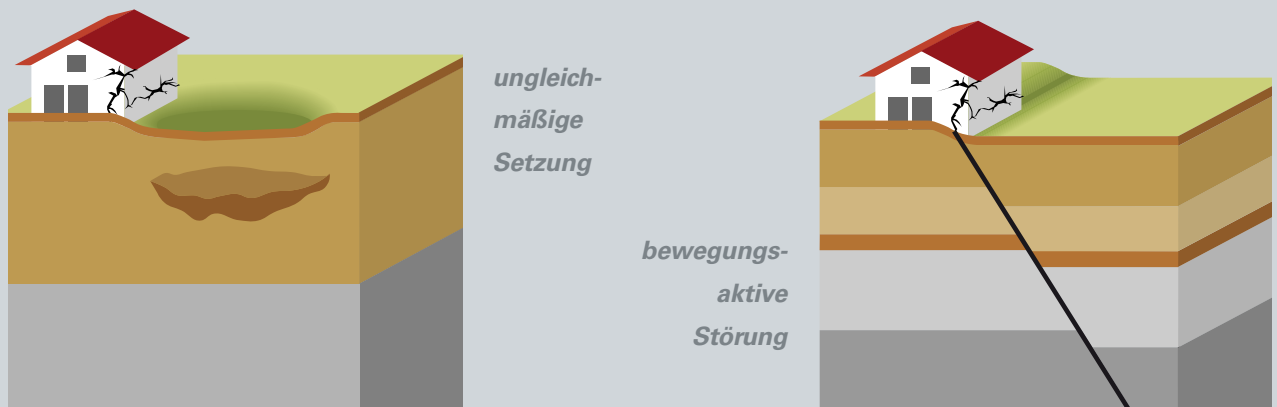 ungleich-
mäßige
Setzung
bewegungs-
aktive
Störung